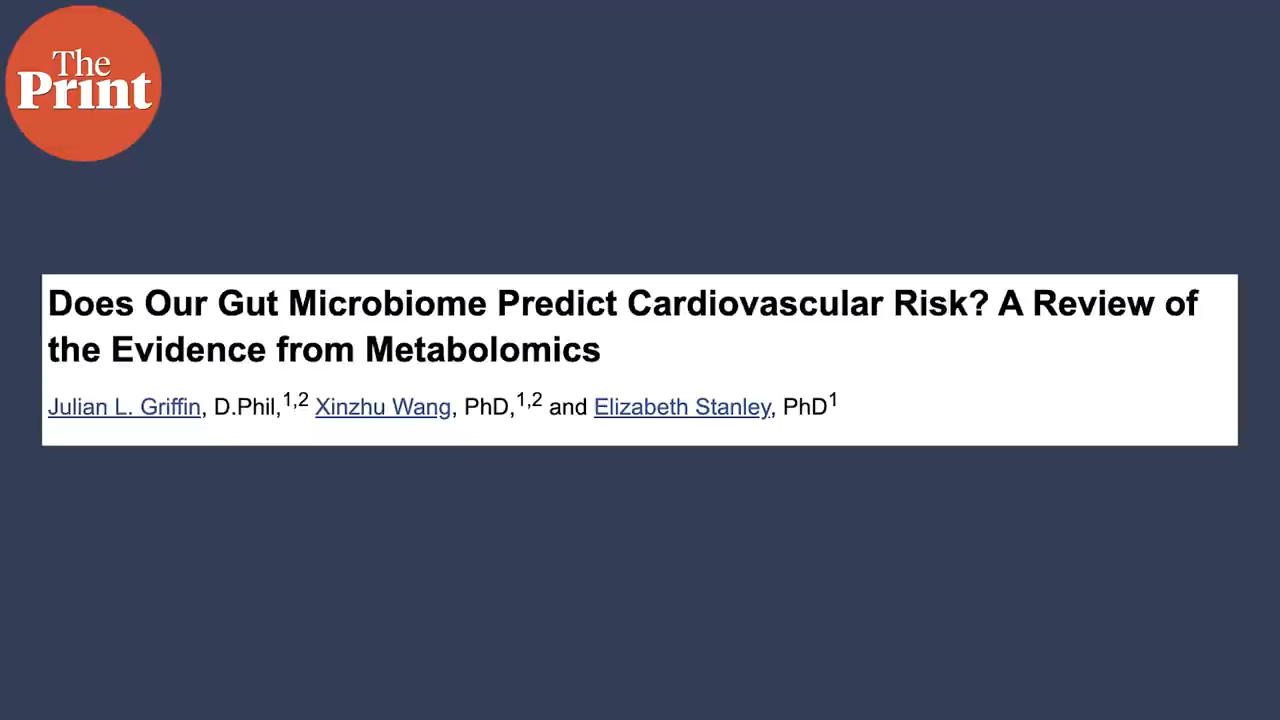 The
Print
Does Our Gut Microbiome Predict Cardiovascular Risk? A Review of
the Evidence from Metabolomics
Julian L. Griffin, D.Phil,1,2 Xinzhu Wang, PhD,1,2 and Elizabeth Stanley, PhD1